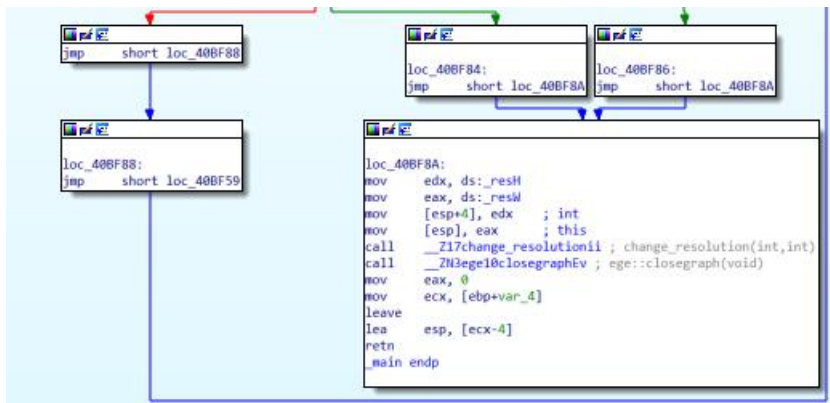 jmp     short loc_40BF88
loc_40BF88:
jmp     short loc_40BF59
loc_40BF84:
jmp     short loc_40BF8A
loc_40BF86:
jmp     short loc_40BF8A
loc_40BF8A:
mov     edx, ds:_resH
mov     eax, ds:_resW
mov     [esp+4], edx    ; int
mov     [esp], eax      ; this
call    __Z17change_resolutionii ; change_resolution(int,int)
call    __ZN3ege10closegraphEv ; ege::closegraph(void)
mov     eax, 0
mov     ecx, [ebp+var_4]
leave
lea     esp, [ecx-4]
retn
_main endp